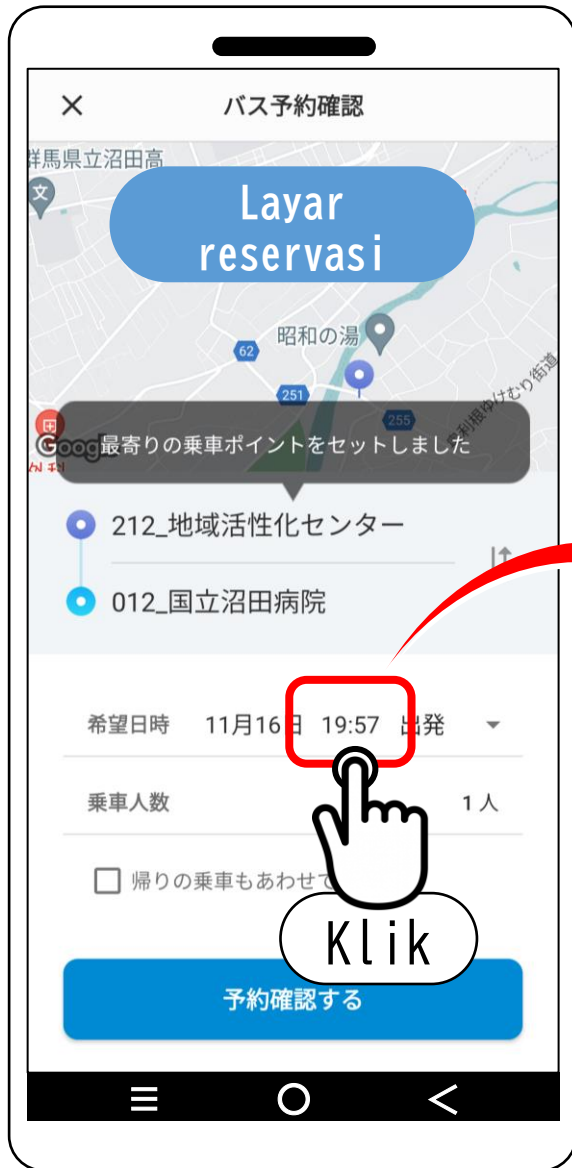 バス予約確認
群馬県立沼田高
文
Layar
reservasi
昭和の湯
62
251
255
利根ゆけむり街道
Goog
最寄りの乗車ポイントをセットしました
外科
212_地域活性化センター
012_国立沼田病院
希望日時 11月16日 19:57 出発
乗車人数 1人
帰りの乗車もあわせて
Klik
予約確認する